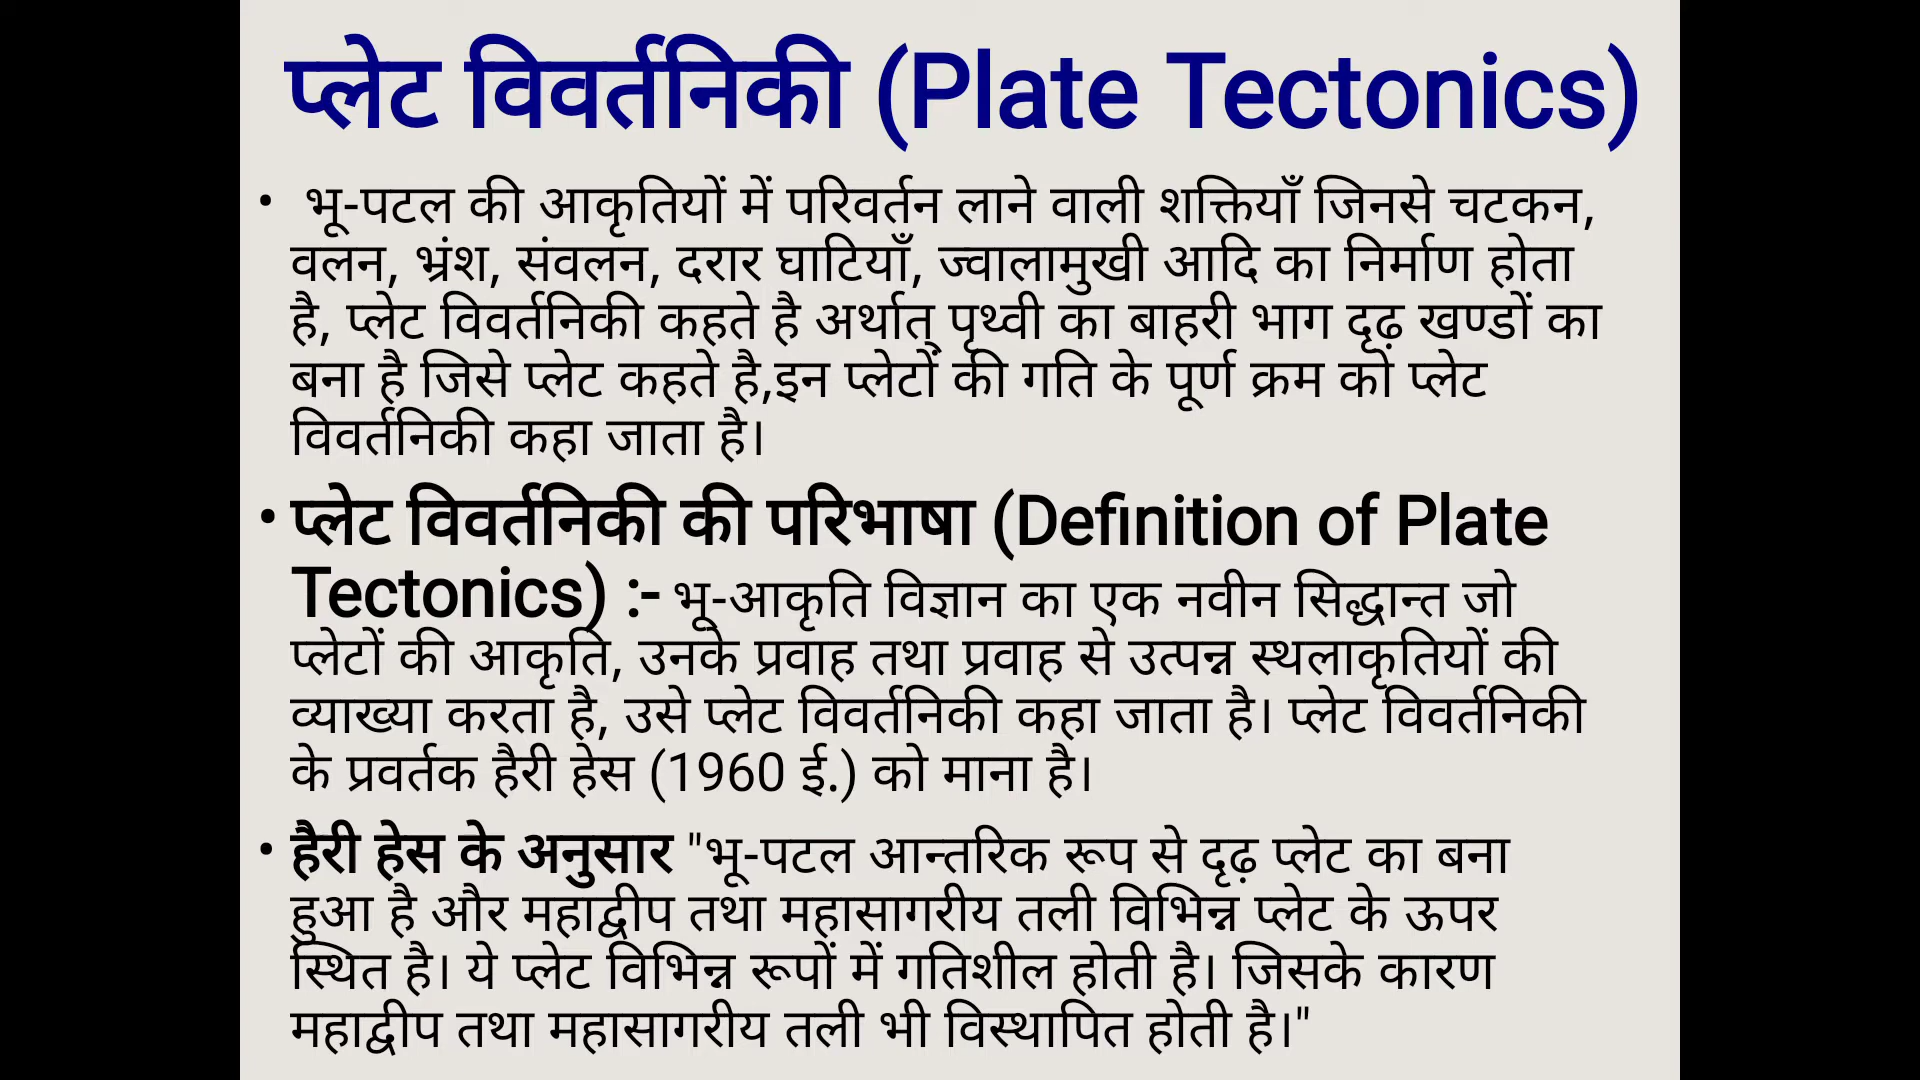 प्लेट विवर्तनिकी (Plate Tectonics)
• भू-पटल की आकृतियों में परिवर्तन लाने वाली शक्तियाँ जिनसे चटकन,
वलन, भ्रंश, संवलन, दरार घाटियाँ, ज्वालामुखी आदि का निर्माण होता
है, प्लेट विवर्तनिकी कहते है अर्थात् पृथ्वी का बाहरी भाग दृढ़ खण्डों का
बना है जिसे प्लेट कहते है,इन प्लेटों की गति के पूर्ण क्रम को प्लेट
विवर्तनिकी कहा जाता है।
• प्लेट विवर्तनिकी की परिभाषा (Definition of Plate
Tectonics) :- भू-आकृति विज्ञान का एक नवीन सिद्धान्त जो
प्लेटों की आकृति, उनके प्रवाह तथा प्रवाह से उत्पन्न स्थलाकृतियों की
व्याख्या करता है, उसे प्लेट विवर्तनिकी कहा जाता है। प्लेट विवर्तनिकी
के प्रवर्तक हैरी हेस (1960 ई.) को माना है।
• हैरी हेस के अनुसार "भू-पटल आन्तरिक रूप से दृढ़ प्लेट का बना
हुआ है और महाद्वीप तथा महासागरीय तली विभिन्न प्लेट के ऊपर
स्थित है। ये प्लेट विभिन्न रूपों में गतिशील होती है। जिसके कारण
महाद्वीप तथा महासागरीय तली भी विस्थापित होती है।"